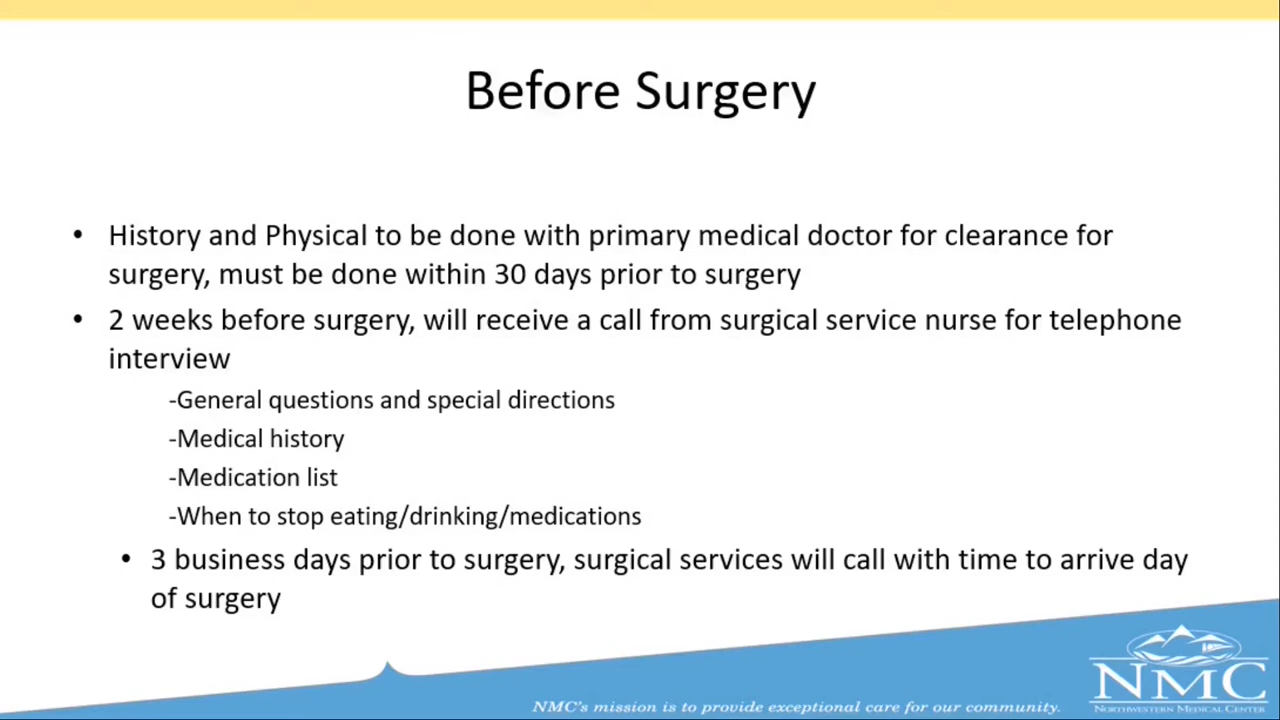 Before Surgery
• History and Physical to be done with primary medical doctor for clearance for
surgery, must be done within 30 days prior to surgery
• 2 weeks before surgery, will receive a call from surgical service nurse for telephone
interview
-General questions and special directions
-Medical history
-Medication list
-When to stop eating/drinking/medications
• 3 business days prior to surgery, surgical services will call with time to arrive day
of surgery
NMC
Northwestern Medical Center
NMC's mission is to provide exceptional care for our community.